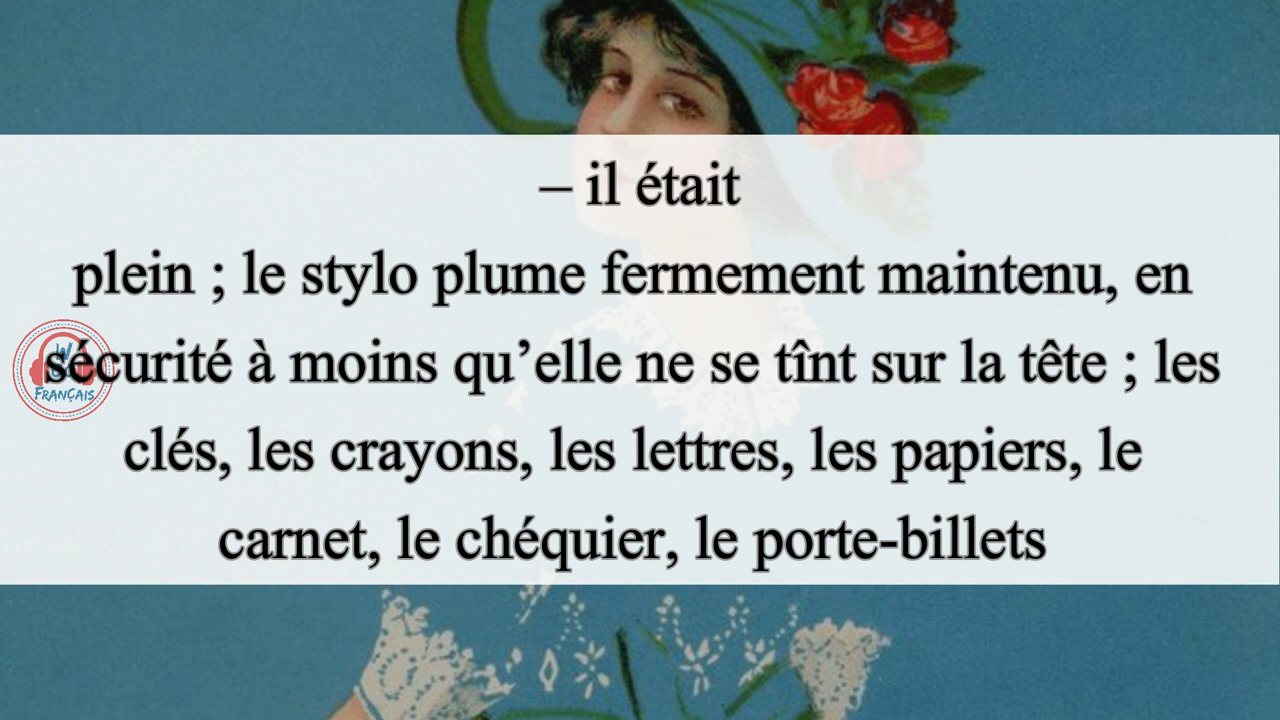 – il était
plein ; le stylo plume fermement maintenu, en
sécurité à moins qu’elle ne se tînt sur la tête ; les
clés, les crayons, les lettres, les papiers, le
carnet, le chéquier, le porte-billets
FRANÇAIS